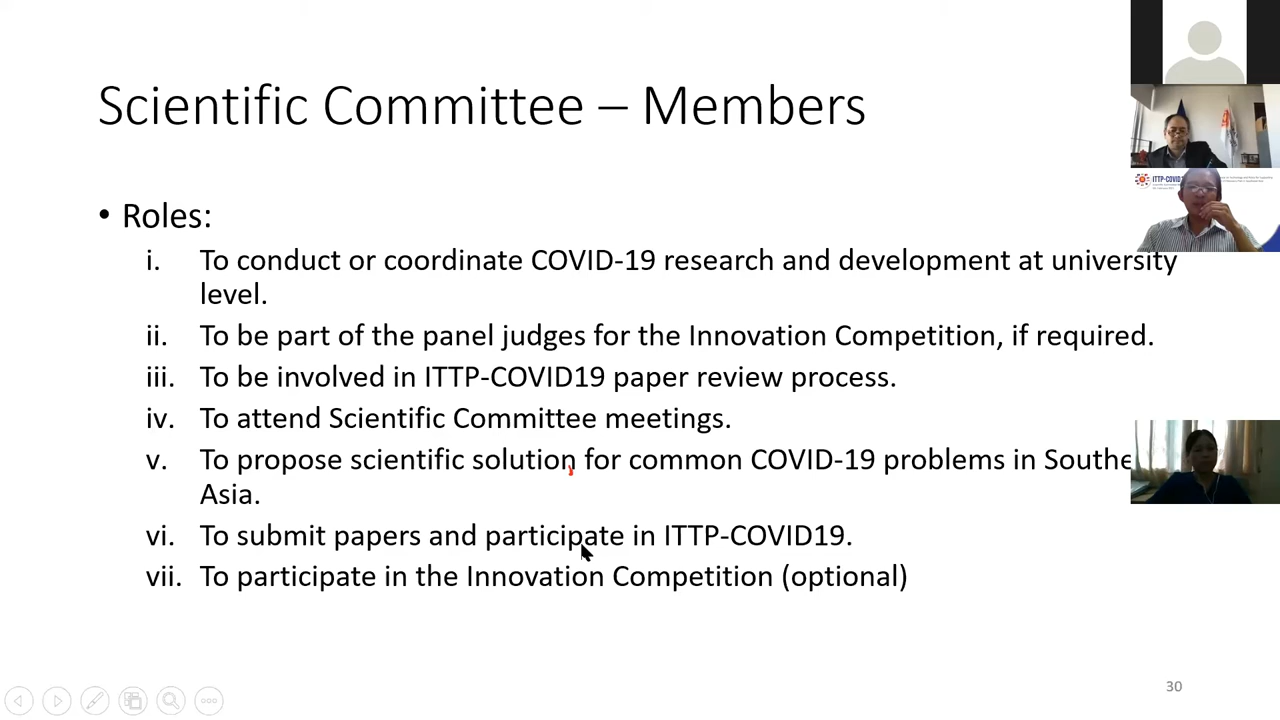 Scientific Committee – Members
• Roles:
i. To conduct or coordinate COVID-19 research and development at university
level.
ii. To be part of the panel judges for the Innovation Competition, if required.
iii. To be involved in ITTP-COVID19 paper review process.
iv. To attend Scientific Committee meetings.
v. To propose scientific solution for common COVID-19 problems in Southe
Asia.
vi. To submit papers and participate in ITTP-COVID19.
vii. To participate in the Innovation Competition (optional)
30
ITTP-COVID